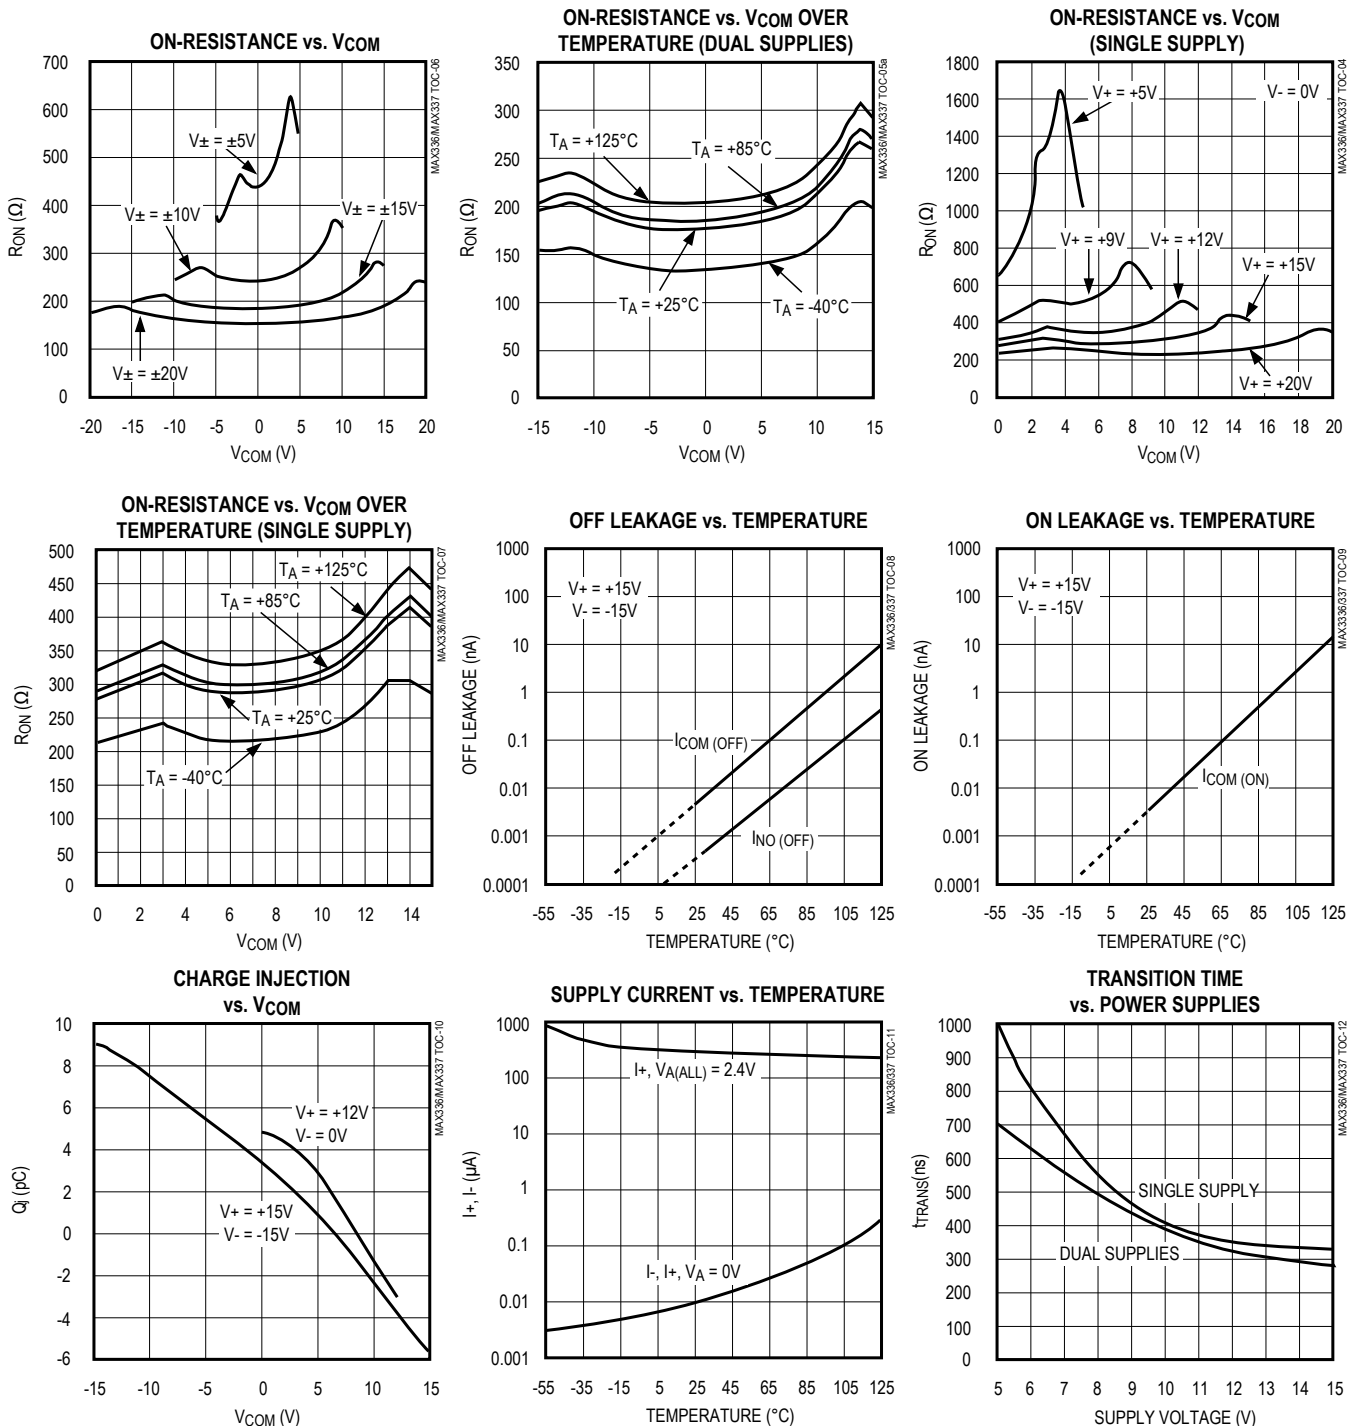 ON-RESISTANCE vs. VCOM
700
600
500
400
300
200
100
0
RON (Ω)
V± = ±5V
V± = ±10V
V± = ±15V
V± = ±20V
-20 -15 -10 -5 0 5 10 15 20
VCOM (V)
MAX336/MAX337 TOC-06
ON-RESISTANCE vs. VCOM OVER
TEMPERATURE (DUAL SUPPLIES)
350
300
250
200
150
100
50
0
RON (Ω)
TA = +125°C
TA = +85°C
TA = +25°C
TA = -40°C
-15 -10 -5 0 5 10 15
VCOM (V)
MAX336/MAX337 TOC-05a
ON-RESISTANCE vs. VCOM
(SINGLE SUPPLY)
1800
1600
1400
1200
1000
800
600
400
200
0
RON (Ω)
V+ = +5V
V- = 0V
V+ = +9V
V+ = +12V
V+ = +15V
V+ = +20V
0 2 4 6 8 10 12 14 16 18 20
VCOM (V)
MAX336/MAX337 TOC-04
ON-RESISTANCE vs. VCOM OVER
TEMPERATURE (SINGLE SUPPLY)
500
450
400
350
300
250
200
150
100
50
0
RON (Ω)
TA = +125°C
TA = +85°C
TA = +25°C
TA = -40°C
0 2 4 6 8 10 12 14
VCOM (V)
MAX336/MAX337 TOC-07
OFF LEAKAGE vs. TEMPERATURE
1000
100
10
1
0.1
0.01
0.001
0.0001
OFF LEAKAGE (nA)
V+ = +15V
V- = -15V
ICOM (OFF)
INO (OFF)
-55 -35 -15 5 25 45 65 85 105 125
TEMPERATURE (°C)
MAX336/337 TOC-08
ON LEAKAGE vs. TEMPERATURE
1000
100
10
1
0.1
0.01
0.001
0.0001
ON LEAKAGE (nA)
V+ = +15V
V- = -15V
ICOM (ON)
-55 -35 -15 5 25 45 65 85 105 125
TEMPERATURE (°C)
MAX3336/337 TOC-09
CHARGE INJECTION
vs. VCOM
10
8
6
4
2
0
-2
-4
-6
Qj (pC)
V+ = +12V
V- = 0V
V+ = +15V
V- = -15V
-15 -10 -5 0 5 10 15
VCOM (V)
MAX336/MAX337 TOC-10
SUPPLY CURRENT vs. TEMPERATURE
1000
100
10
1
0.1
0.01
0.001
I+, I- (µA)
I+, VA(ALL) = 2.4V
I-, I+, VA = 0V
-55 -35 -15 5 25 45 65 85 105 125
TEMPERATURE (°C)
MAX336/337 TOC-11
TRANSITION TIME
vs. POWER SUPPLIES
1000
900
800
700
600
500
400
300
200
100
0
tTRANS(ns)
SINGLE SUPPLY
DUAL SUPPLIES
5 6 7 8 9 10 11 12 13 14 15
SUPPLY VOLTAGE (V)
MAX336/MAX337 TOC-12